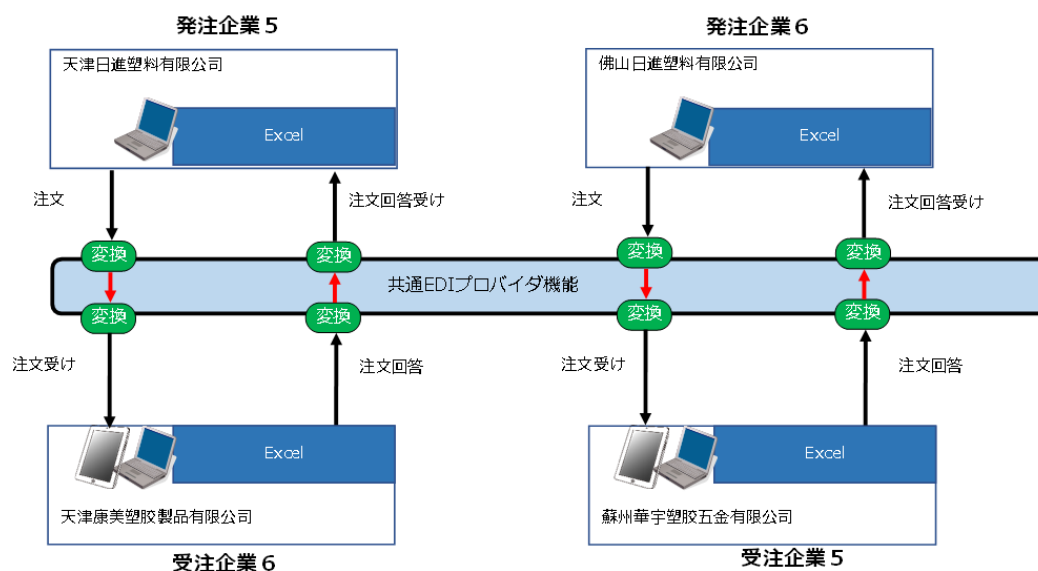 発注企業５
発注企業６
天津日進塑料有限公司
佛山日進塑料有限公司
Excel
Excel
注文
注文回答受け
注文
注文回答受け
変換
変換
変換
変換
共通EDIプロバイダ機能
変換
変換
変換
変換
注文受け
注文回答
注文受け
注文回答
Excel
Excel
天津康美塑胶製品有限公司
蘇州華宇塑胶五金有限公司
受注企業６
受注企業５